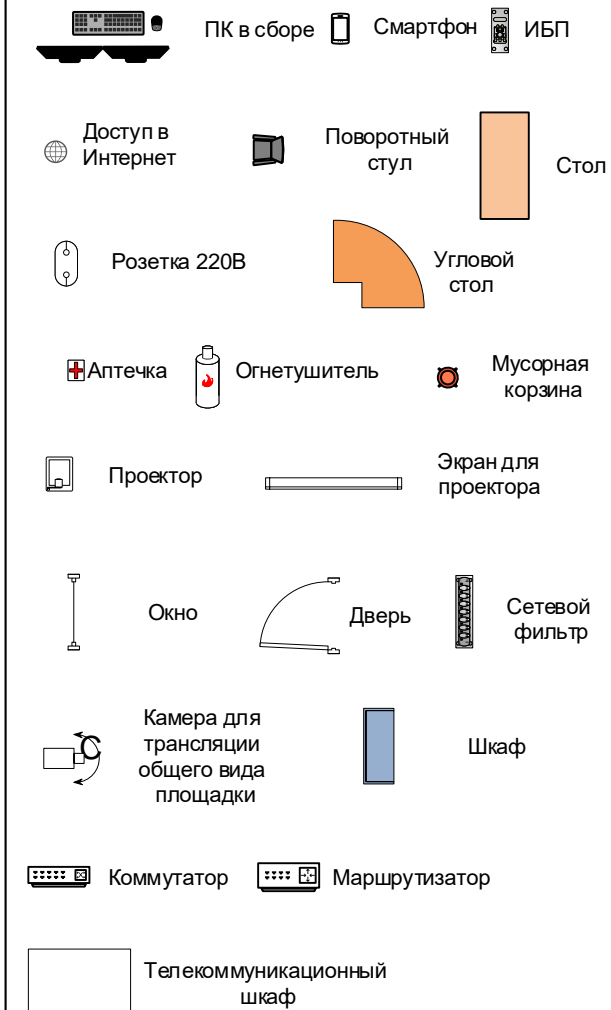 ПК в сборе
Смартфон
ИБП
Доступ в
Интернет
Поворотный
стул
Стол
Розетка 220В
Угловой
стол
Аптечка
Огнетушитель
Мусорная
корзина
Проектор
Экран для
проектора
Окно
Дверь
Сетевой
фильтр
Камера для
трансляции
общего вида
площадки
Шкаф
Коммутатор
Маршрутизатор
Телекоммуникационный
шкаф